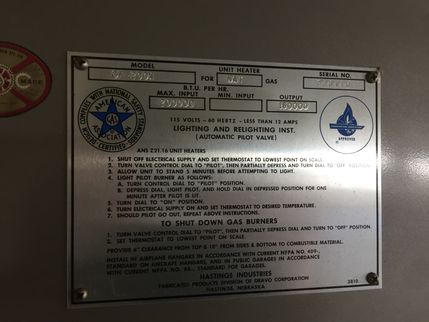 MODEL
UNIT HEATER
SERIAL NO.
FOR
GAS
B.T.U. PER HR.
MAX. INPUT
MIN. INPUT
OUTPUT
200000
160000
COMPLIES WITH NATIONAL SAFETY STANDARDS
AMERICAN
GAS
ASSOCIATION
DESIGN CERTIFIED
APPROVED
115 VOLTS - 60 HERTZ - LESS THAN 12 AMPS
LIGHTING AND RELIGHTING INST.
(AUTOMATIC PILOT VALVE)
ANS Z21.16 UNIT HEATERS
1. SHUT OFF ELECTRICAL SUPPLY AND SET THERMOSTAT TO LOWEST POINT ON SCALE.
2. TURN VALVE CONTROL DIAL TO "PILOT", THEN PARTIALLY DEPRESS AND TURN DIAL TO "OFF" POSITION.
3. ALLOW UNIT TO STAND 5 MINUTES BEFORE ATTEMPTING TO LIGHT.
4. LIGHT PILOT BURNER AS FOLLOWS:
A. TURN CONTROL DIAL TO "PILOT" POSITION.
B. DEPRESS DIAL, LIGHT PILOT, AND HOLD DIAL IN DEPRESSED POSITION FOR ONE
MINUTE AFTER PILOT IS LIT.
5. TURN DIAL TO "ON" POSITION.
6. TURN ELECTRICAL SUPPLY ON AND SET THERMOSTAT TO DESIRED TEMPERATURE.
7. SHOULD PILOT GO OUT, REPEAT ABOVE INSTRUCTIONS.
TO SHUT DOWN GAS BURNERS
1. TURN VALVE CONTROL DIAL TO "PILOT", THEN PARTIALLY DEPRESS DIAL AND TURN TO "OFF" POSITION.
2. SET THERMOSTAT TO LOWEST POINT ON SCALE.
PROVIDE 6" CLEARANCE FROM TOP & 18" FROM SIDES & BOTTOM TO COMBUSTIBLE MATERIAL.
INSTALL IN AIRPLANE HANGARS IN ACCORDANCE WITH CURRENT NFPA NO. 409-,
STANDARD ON AIRCRAFT HANGARS, AND IN PUBLIC GARAGES IN ACCORDANCE
WITH CURRENT NFPA NO. 88-, STANDARD FOR GARAGES.
HASTINGS INDUSTRIES
FABRICATED PRODUCTS DIVISION OF DRAVO CORPORATION
HASTINGS, NEBRASKA
3810